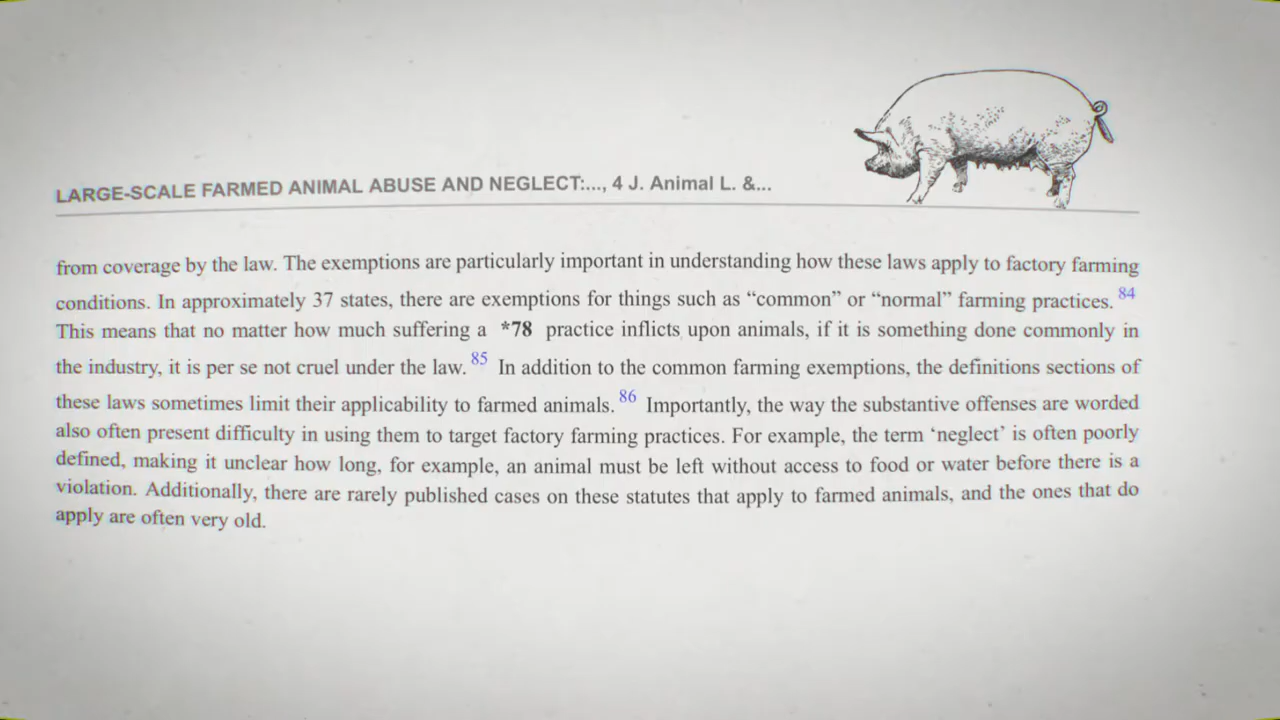 LARGE-SCALE FARMED ANIMAL ABUSE AND NEGLECT:..., 4 J. Animal L. &...
from coverage by the law. The exemptions are particularly important in understanding how these laws apply to factory farming
conditions. In approximately 37 states, there are exemptions for things such as “common” or “normal” farming practices. 84
This means that no matter how much suffering a *78 practice inflicts upon animals, if it is something done commonly in
the industry, it is per se not cruel under the law. 85 In addition to the common farming exemptions, the definitions sections of
these laws sometimes limit their applicability to farmed animals. 86 Importantly, the way the substantive offenses are worded
also often present difficulty in using them to target factory farming practices. For example, the term ‘neglect’ is often poorly
defined, making it unclear how long, for example, an animal must be left without access to food or water before there is a
violation. Additionally, there are rarely published cases on these statutes that apply to farmed animals, and the ones that do
apply are often very old.